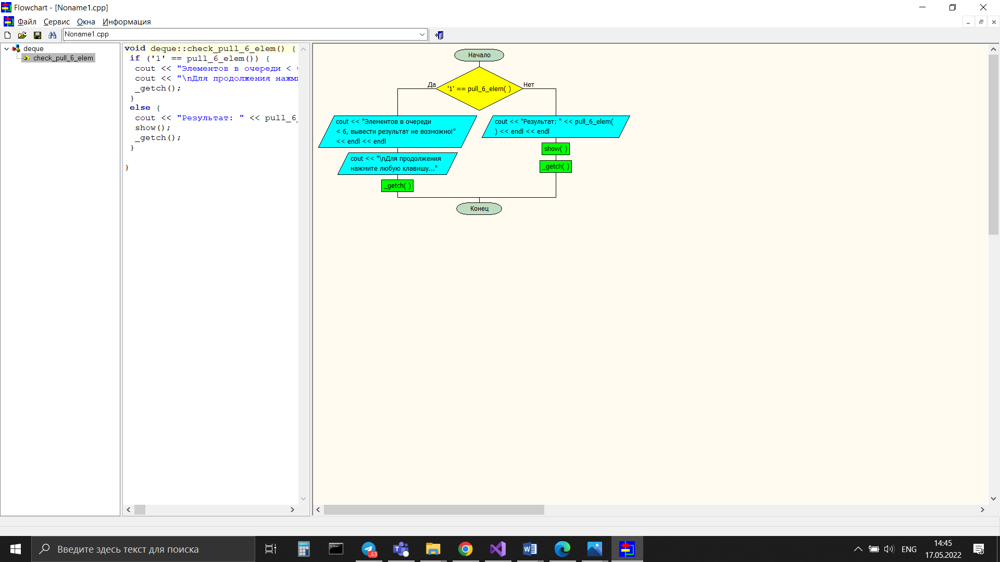 Flowchart - [Noname1.cpp]
Файл Сервис Окна Информация
Noname1.cpp
deque
check_pull_6_elem
void deque::check_pull_6_elem() {
if ('1' == pull_6_elem()) {
cout << "Элементов в очереди <
cout << "\nДля продолжения нажми
_getch();
}
else {
cout << "Результат: " << pull_6_
show();
_getch();
}
}
Начало
Да
'1' == pull_6_elem( )
Нет
cout << "Элементов в очереди
< 6, вывести результат не возможно!"
<< endl << endl
cout << "\nДля продолжения
нажмите любую клавишу..."
_getch( )
cout << "Результат: " << pull_6_elem(
) << endl << endl
show( )
_getch( )
Конец
Введите здесь текст для поиска
..63
ENG
14:45
17.05.2022